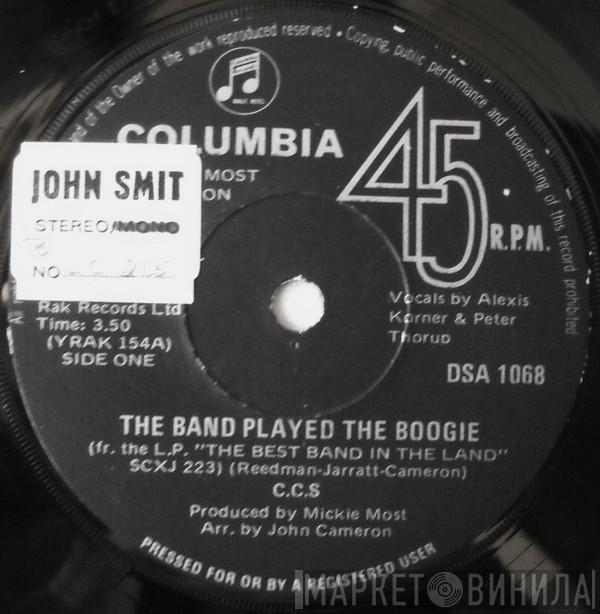 nd of the Owner of the work reproduced reserved • Copying, public performance and broadcasting of this record prohibited
MAGIC NOTES
COLUMBIA
45
R.P.M.
MOST
ON
JOHN SMIT
STEREO/MONO
NO
Rak Records Ltd
Time: 3.50
(YRAK 154A)
SIDE ONE
Vocals by Alexis
Korner & Peter
Thorup
DSA 1068
THE BAND PLAYED THE BOOGIE
(fr. the L.P. "THE BEST BAND IN THE LAND"
SCXJ 223) (Reedman-Jarratt-Cameron)
C.C.S
Produced by Mickie Most
Arr. by John Cameron
PRESSED FOR OR BY A REGISTERED USER
МАРКЕТ ВИНИЛА